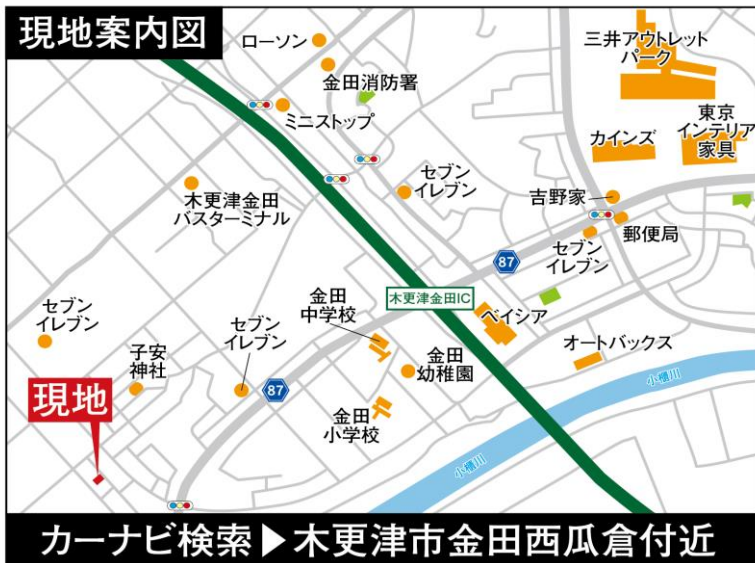 現地案内図
ローソン
金田消防署
ミニストップ
三井アウトレット
パーク
カインズ
東京
インテリア
家具
セブン
イレブン
吉野家
木更津金田
バスターミナル
郵便局
セブン
イレブン
87
木更津金田IC
金田
中学校
ベイシア
セブン
イレブン
セブン
イレブン
オートバックス
子安
神社
金田
幼稚園
87
小櫃川
現地
金田
小学校
小櫃川
カーナビ検索▶木更津市金田西瓜倉付近